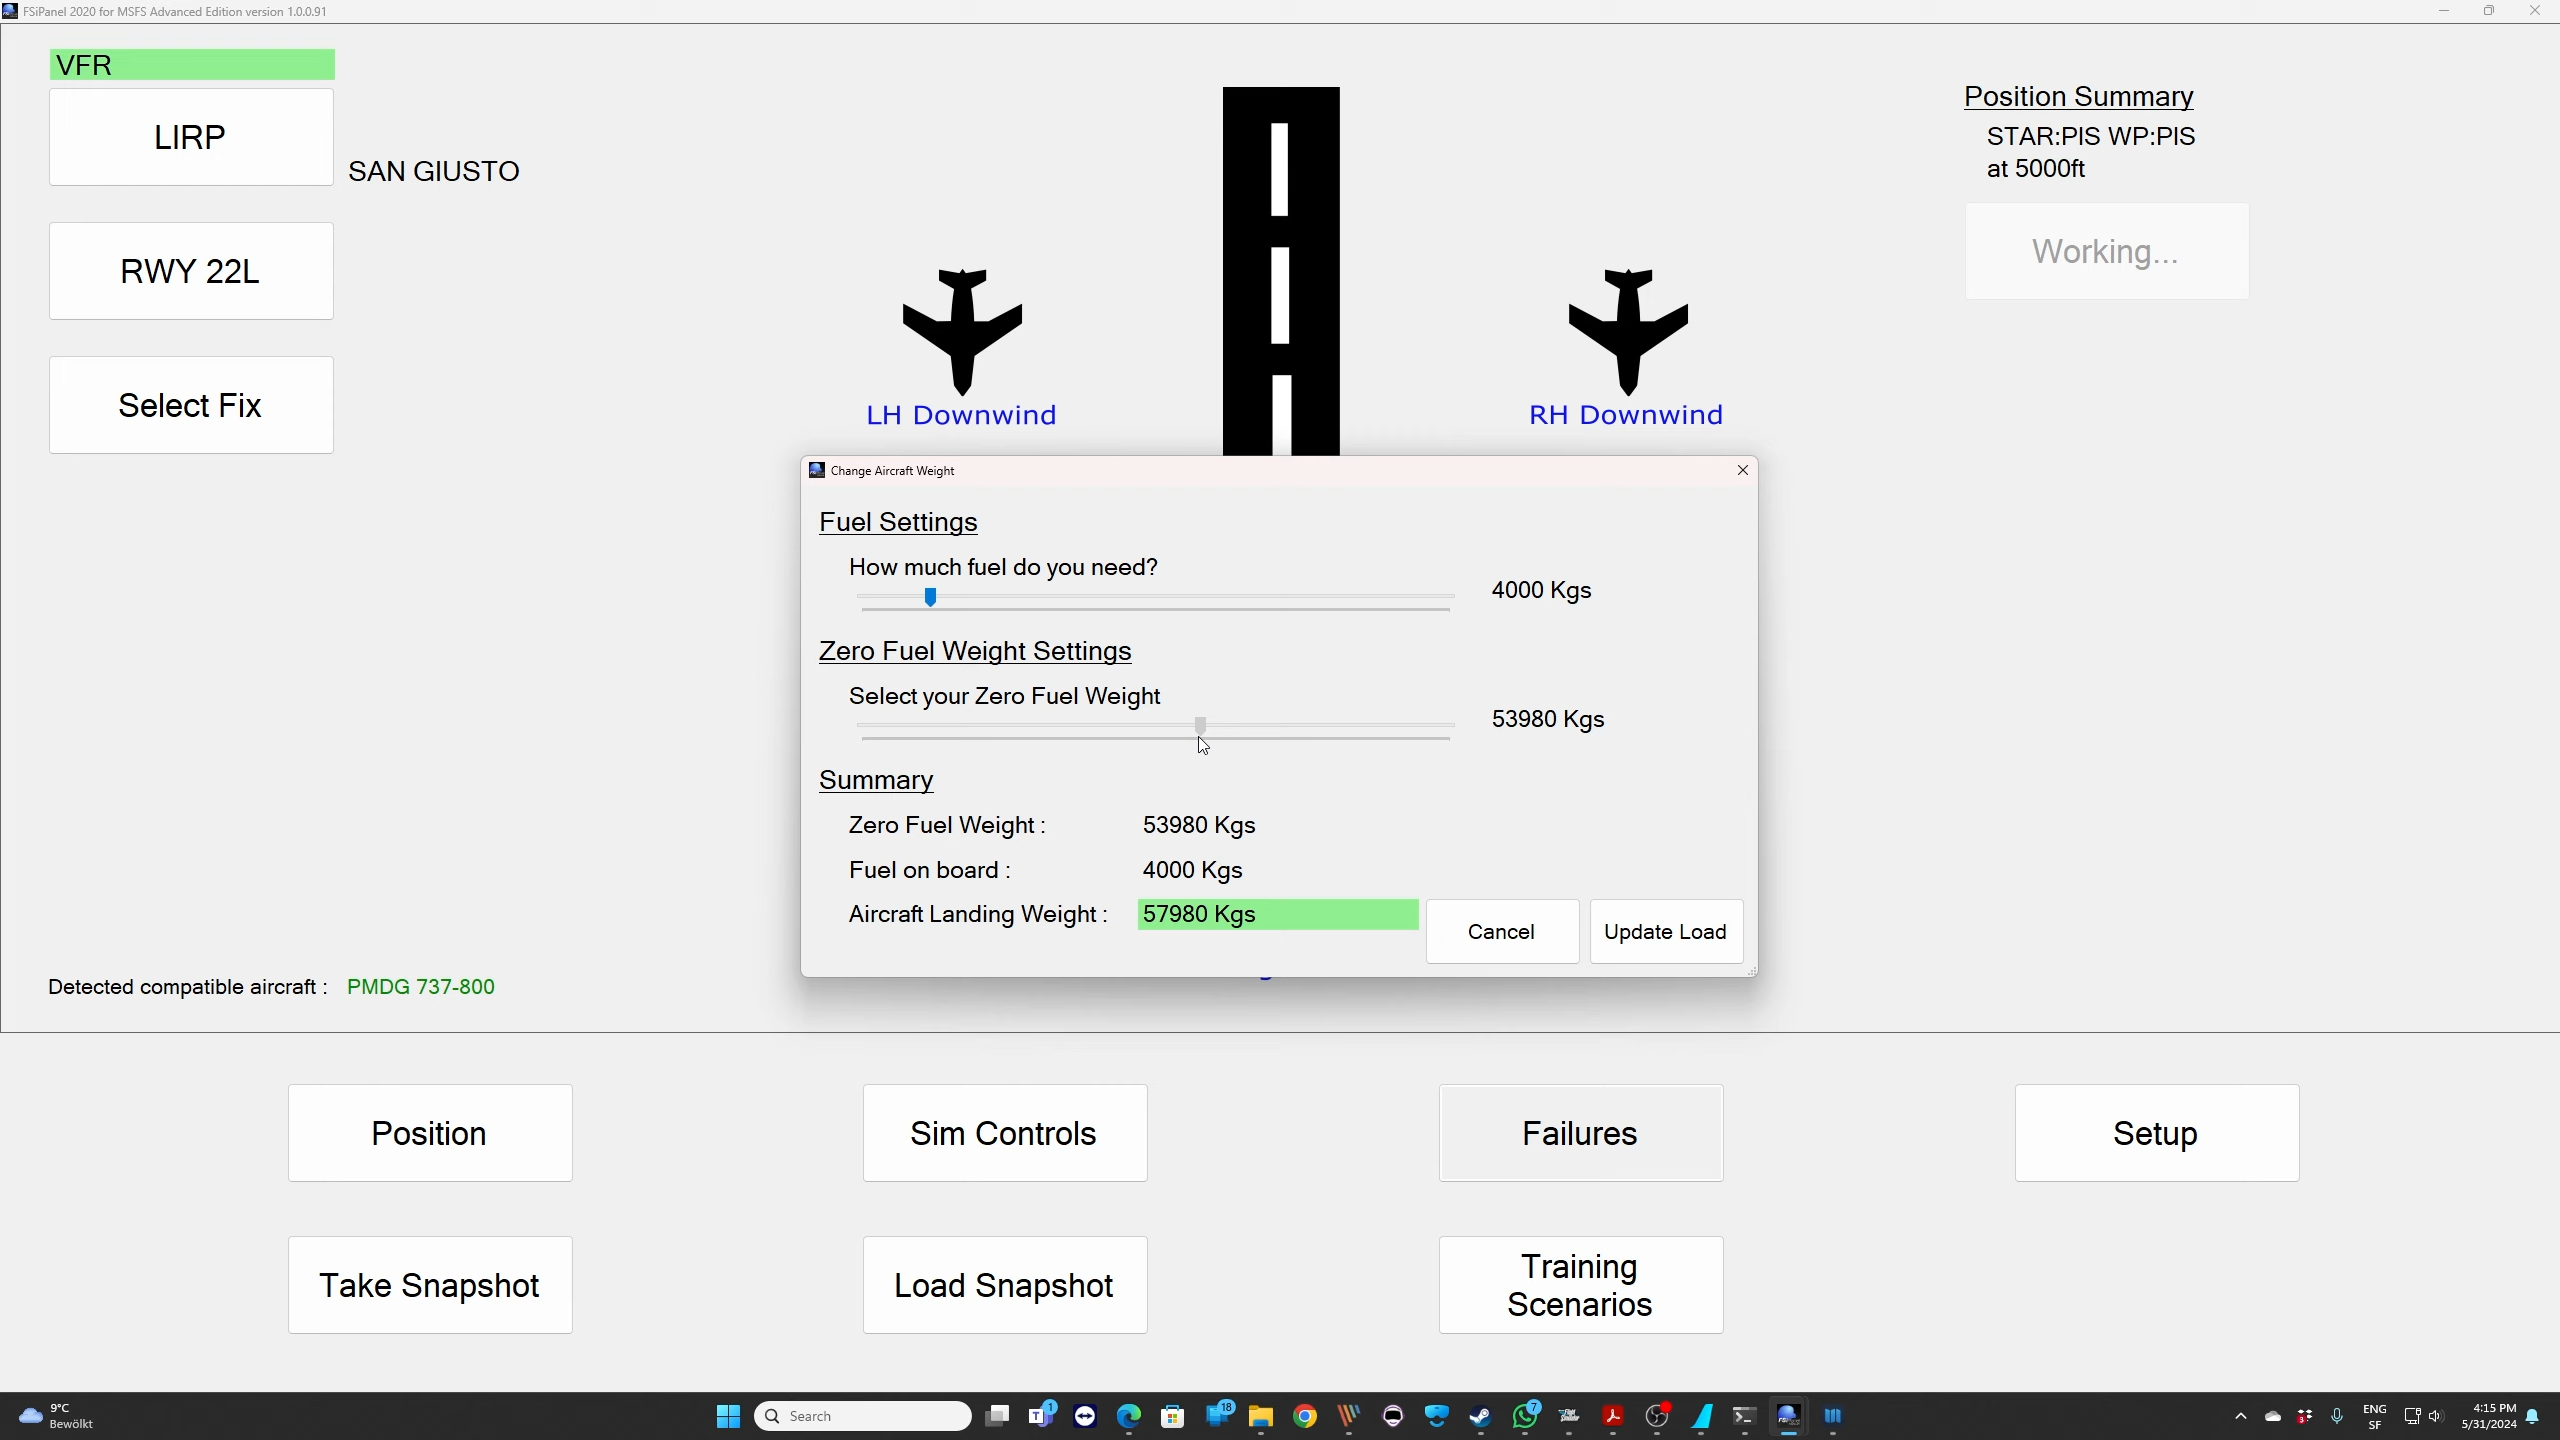 FSiPanel 2020 for MSFS Advanced Edition version 1.0.0.91
VFR
LIRP
SAN GIUSTO
RWY 22L
Select Fix
LH Downwind
RH Downwind
Position Summary
STAR:PIS WP:PIS
at 5000ft
Working...
Change Aircraft Weight
Fuel Settings
How much fuel do you need?
4000 Kgs
Zero Fuel Weight Settings
Select your Zero Fuel Weight
53980 Kgs
Summary
Zero Fuel Weight : 53980 Kgs
Fuel on board : 4000 Kgs
Aircraft Landing Weight : 57980 Kgs
Cancel
Update Load
Detected compatible aircraft : PMDG 737-800
Position
Sim Controls
Failures
Setup
Take Snapshot
Load Snapshot
Training
Scenarios
9°C
Bewölkt
Search
1
18
7
3
ENG
SF
4:15 PM
5/31/2024